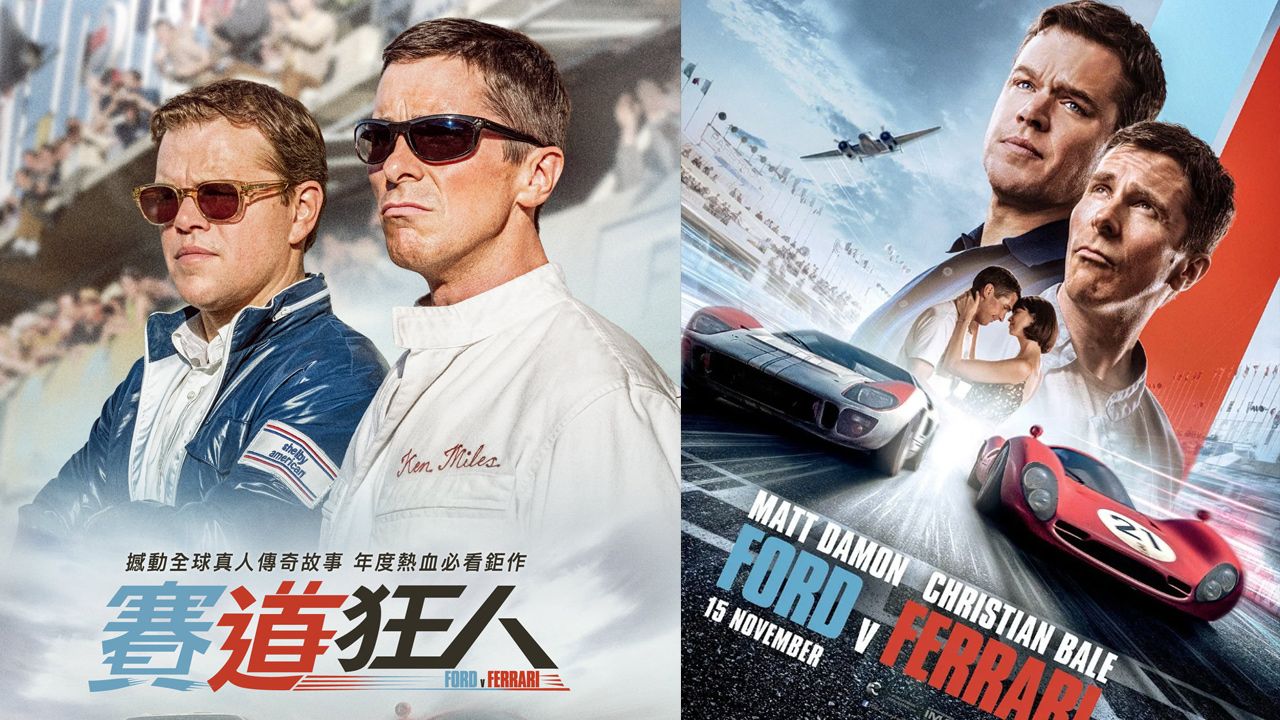 shelby
american
Ken Miles
撼動全球真人傳奇故事 年度熱血必看鉅作
賽道狂人
FORD v FERRARI
21
MATT DAMON CHRISTIAN BALE
FORD v FERRARI
15 NOVEMBER